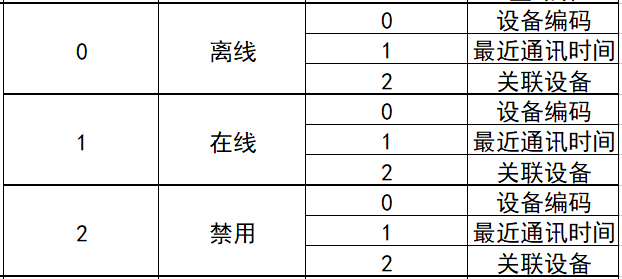 0 设备编码
0 离线 1 最近通讯时间
2 关联设备
0 设备编码
1 在线 1 最近通讯时间
2 关联设备
0 设备编码
2 禁用 1 最近通讯时间
2 关联设备